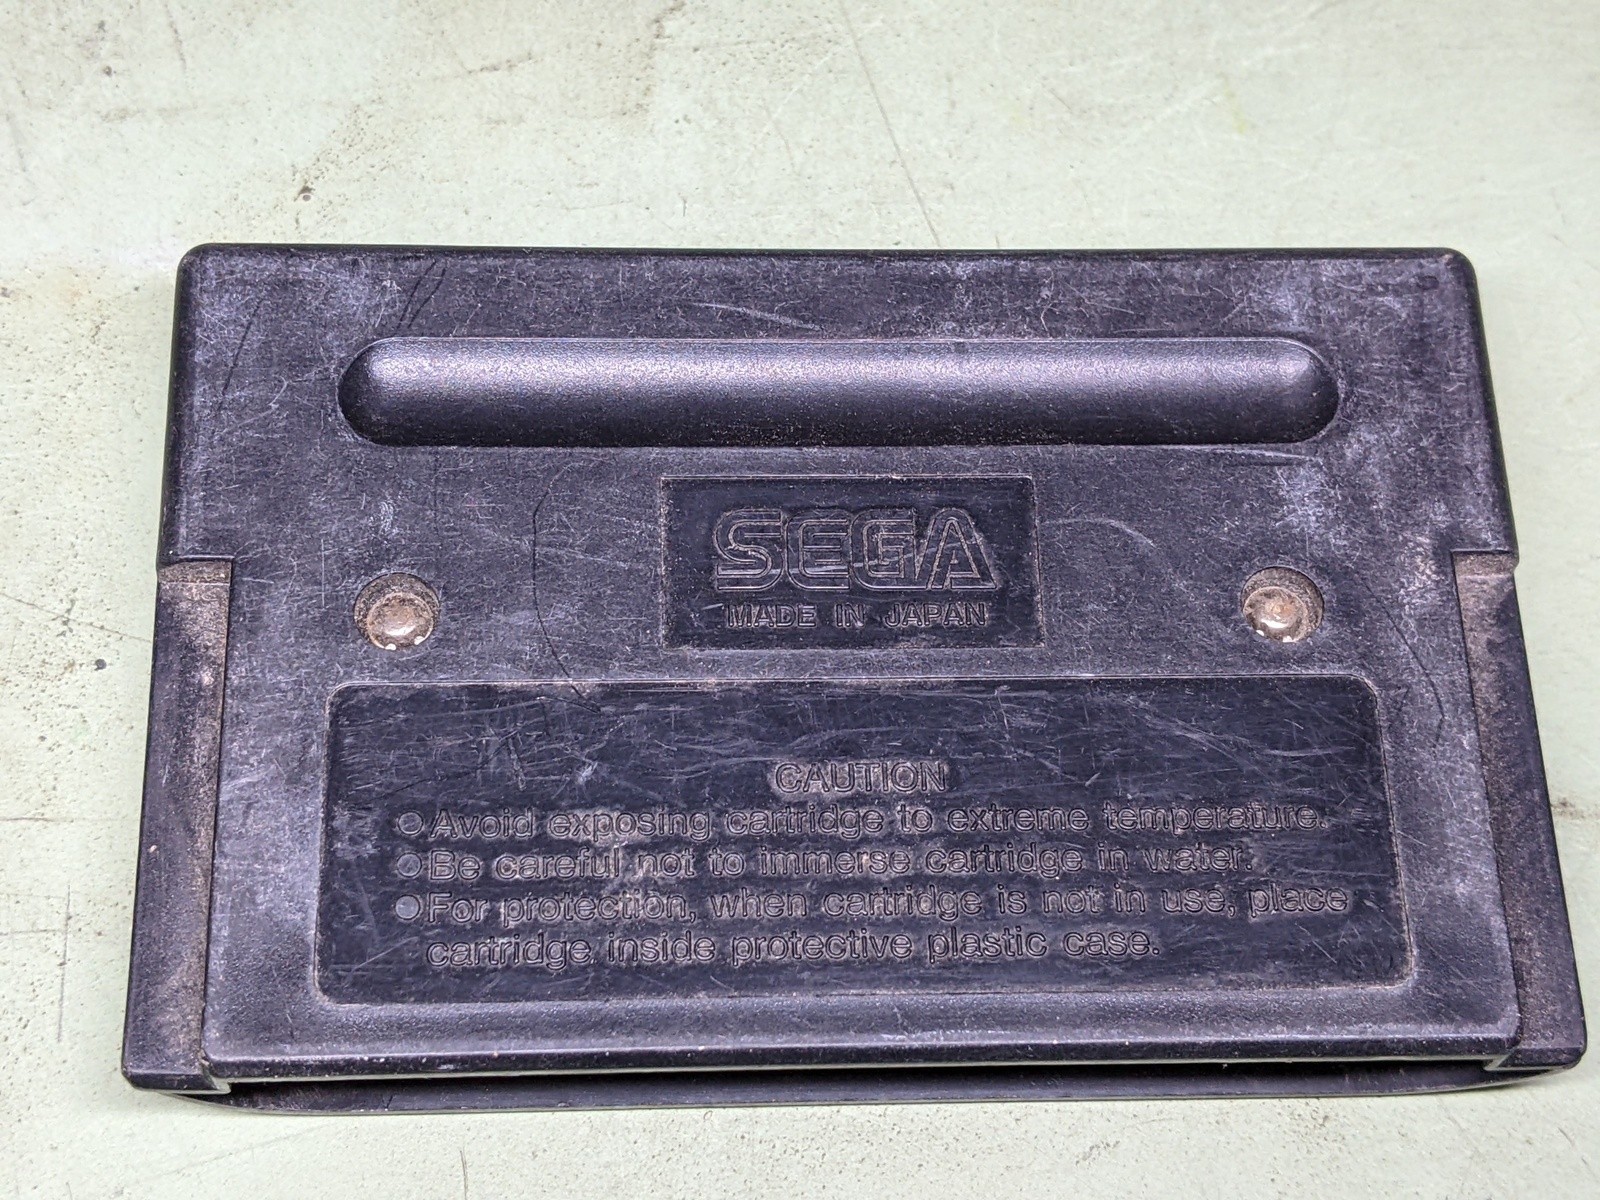 SEGA
MADE IN JAPAN
CAUTION
●Avoid exposing cartridge to extreme temperature.
●Be careful not to immerse cartridge in water.
●For protection, when cartridge is not in use, place
cartridge inside protective plastic case.